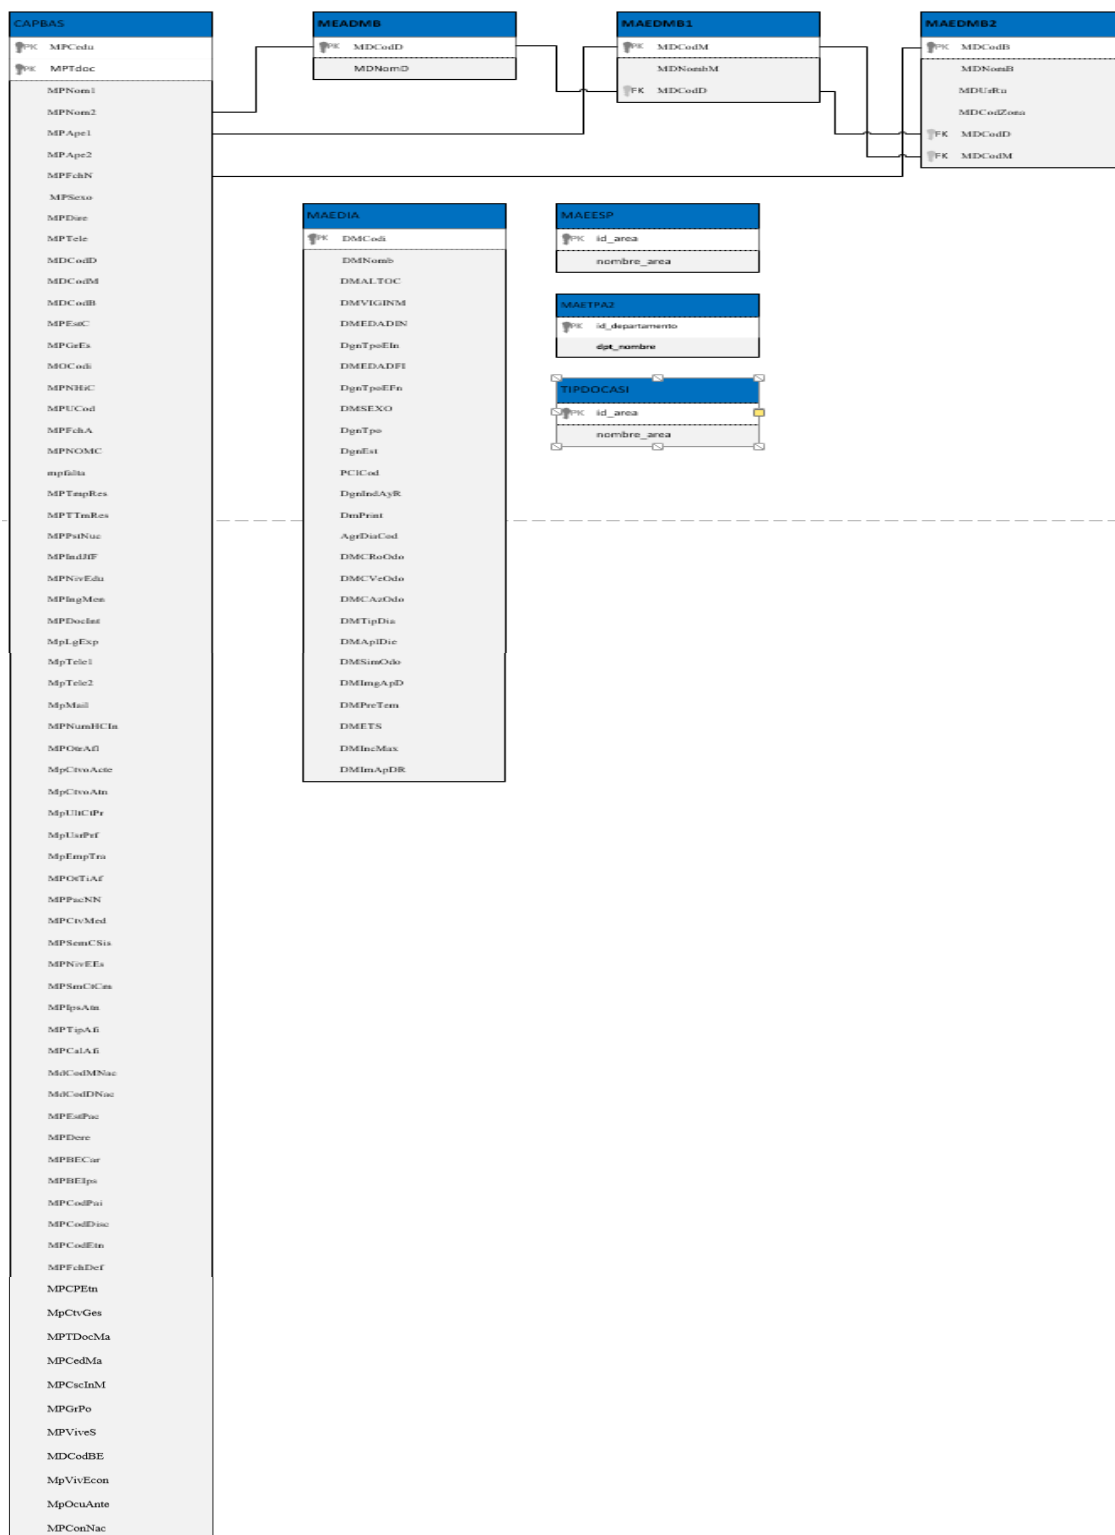 CAPBAS
PK MPCedu
PK MPTdoc
MPNom1
MPNom2
MPApe1
MPApe2
MPFchN
MPSexo
MPDire
MPTele
MDCodD
MDCodM
MDCodB
MPEstC
MPGrEs
MOCodi
MPNHiC
MPUCod
MPFchA
MPNOMC
mpfalta
MPTmpRes
MPTTmRes
MPPstNuc
MPIndJfF
MPNivEdu
MPIngMen
MPDocInt
MpLgExp
MpTele1
MpTele2
MpMail
MPNumHCIn
MPOtrAfl
MpCtvoActe
MpCtvoAtn
MpUltCtPr
MpUsrPrf
MpEmpTra
MPOtTiAf
MPPacNN
MPCtvMed
MPSemCSis
MPNivEEs
MPSmCtCm
MPIpsAtn
MPTipAfi
MPCalAfi
MdCodMNac
MdCodDNac
MPEstPac
MPDere
MPBECar
MPBEIps
MPCodPai
MPCodDisc
MPCodEtn
MPFchDef
MPCPEtn
MpCtvGes
MPTDocMa
MPCedMa
MPCscInM
MPGrPo
MPViveS
MDCodBE
MpVivEcon
MpOcuAnte
MPConNac
MEADMB
PK MDCodD
MDNomD
MAEDMB1
PK MDCodM
MDNombM
FK MDCodD
MAEDMB2
PK MDCodB
MDNomB
MDUrRu
MDCodZona
FK MDCodD
FK MDCodM
MAEDIA
PK DMCodi
DMNomb
DMALTOC
DMVIGINM
DMEDADIN
DgnTpoEIn
DMEDADFI
DgnTpoEFn
DMSEXO
DgnTpo
DgnEst
PCICod
DgnIndAyR
DmPrint
AgrDiaCod
DMCRoOdo
DMCVeOdo
DMCAzOdo
DMTipDia
DMAplDie
DMSimOdo
DMImgApD
DMPreTem
DMETS
DMIncMax
DMImApDR
MAEESP
PK id_area
nombre_area
MAETPA2
PK id_departamento
dpt_nombre
TIPDOCASI
PK id_area
nombre_area